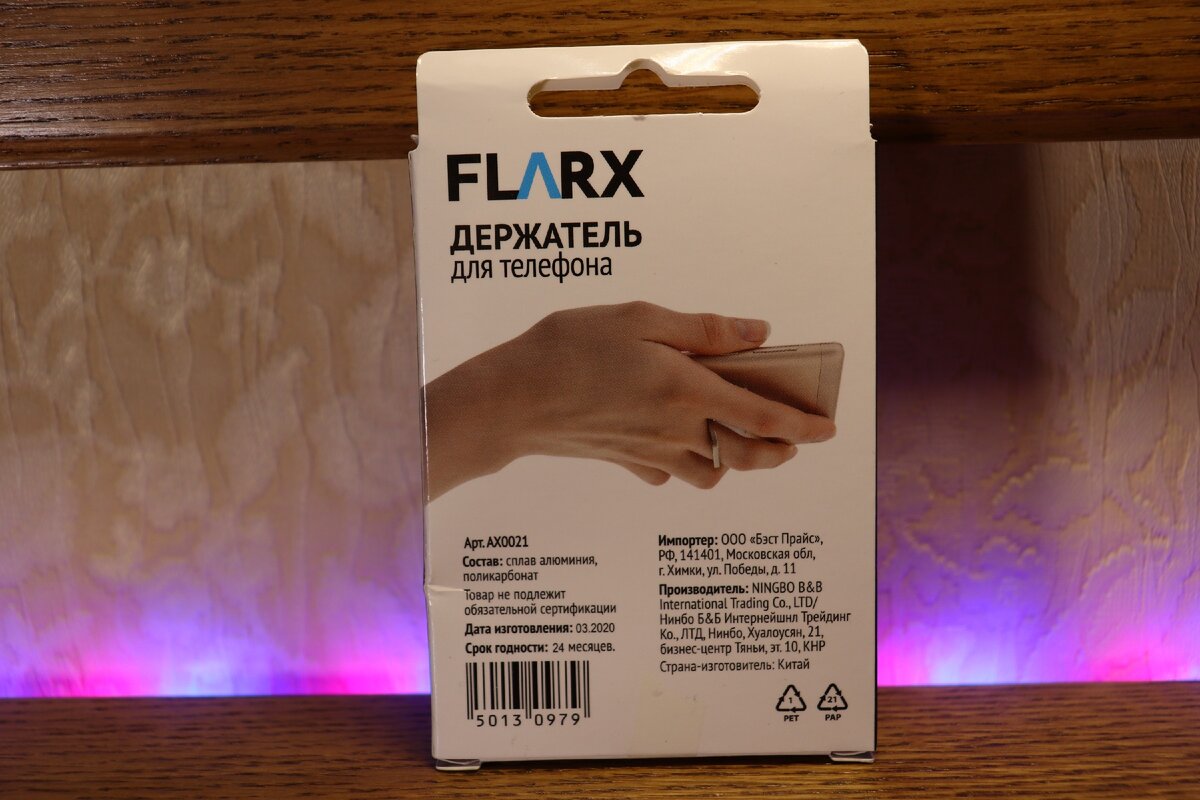 FLARX
ДЕРЖАТЕЛЬ
для телефона
Арт. AX0021
Состав: сплав алюминия,
поликарбонат
Товар не подлежит
обязательной сертификации
Дата изготовления: 03.2020
Срок годности: 24 месяцев.
5013 0979
Импортер: ООО «Бэст Прайс»,
РФ, 141401, Московская обл,
г. Химки, ул. Победы, д. 11
Производитель: NINGBO B&B
International Trading Co., LTD/
Нинбо Б&Б Интернейшнл Трейдинг
Ко., ЛТД, Нинбо, Хуалоусян, 21,
бизнес-центр Тяньи, эт. 10, КНР
Страна-изготовитель: Китай
1
PET
21
PAP